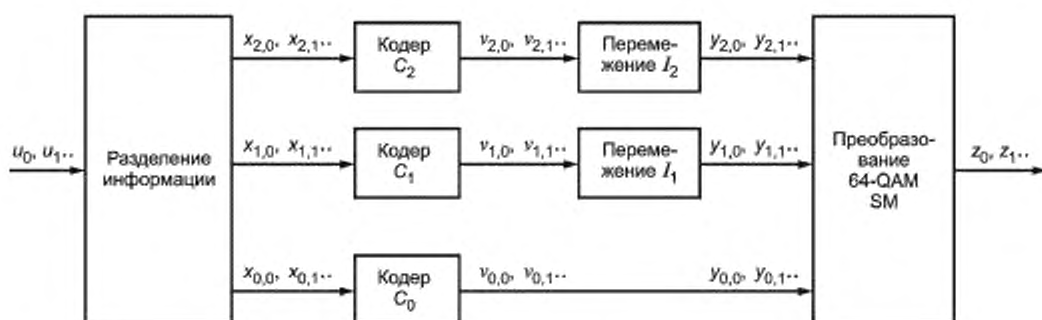 x2,0, x2,1..
Кодер
C2
v2,0, v2,1..
Переме-
жение I2
y2,0, y2,1..
u0, u1..
Разделение
информации
x1,0, x1,1..
Кодер
C1
v1,0, v1,1..
Переме-
жение I1
y1,0, y1,1..
Преобразо-
вание
64-QAM
SM
z0, z1..
x0,0, x0,1..
Кодер
C0
v0,0, v0,1..
y0,0, y0,1..